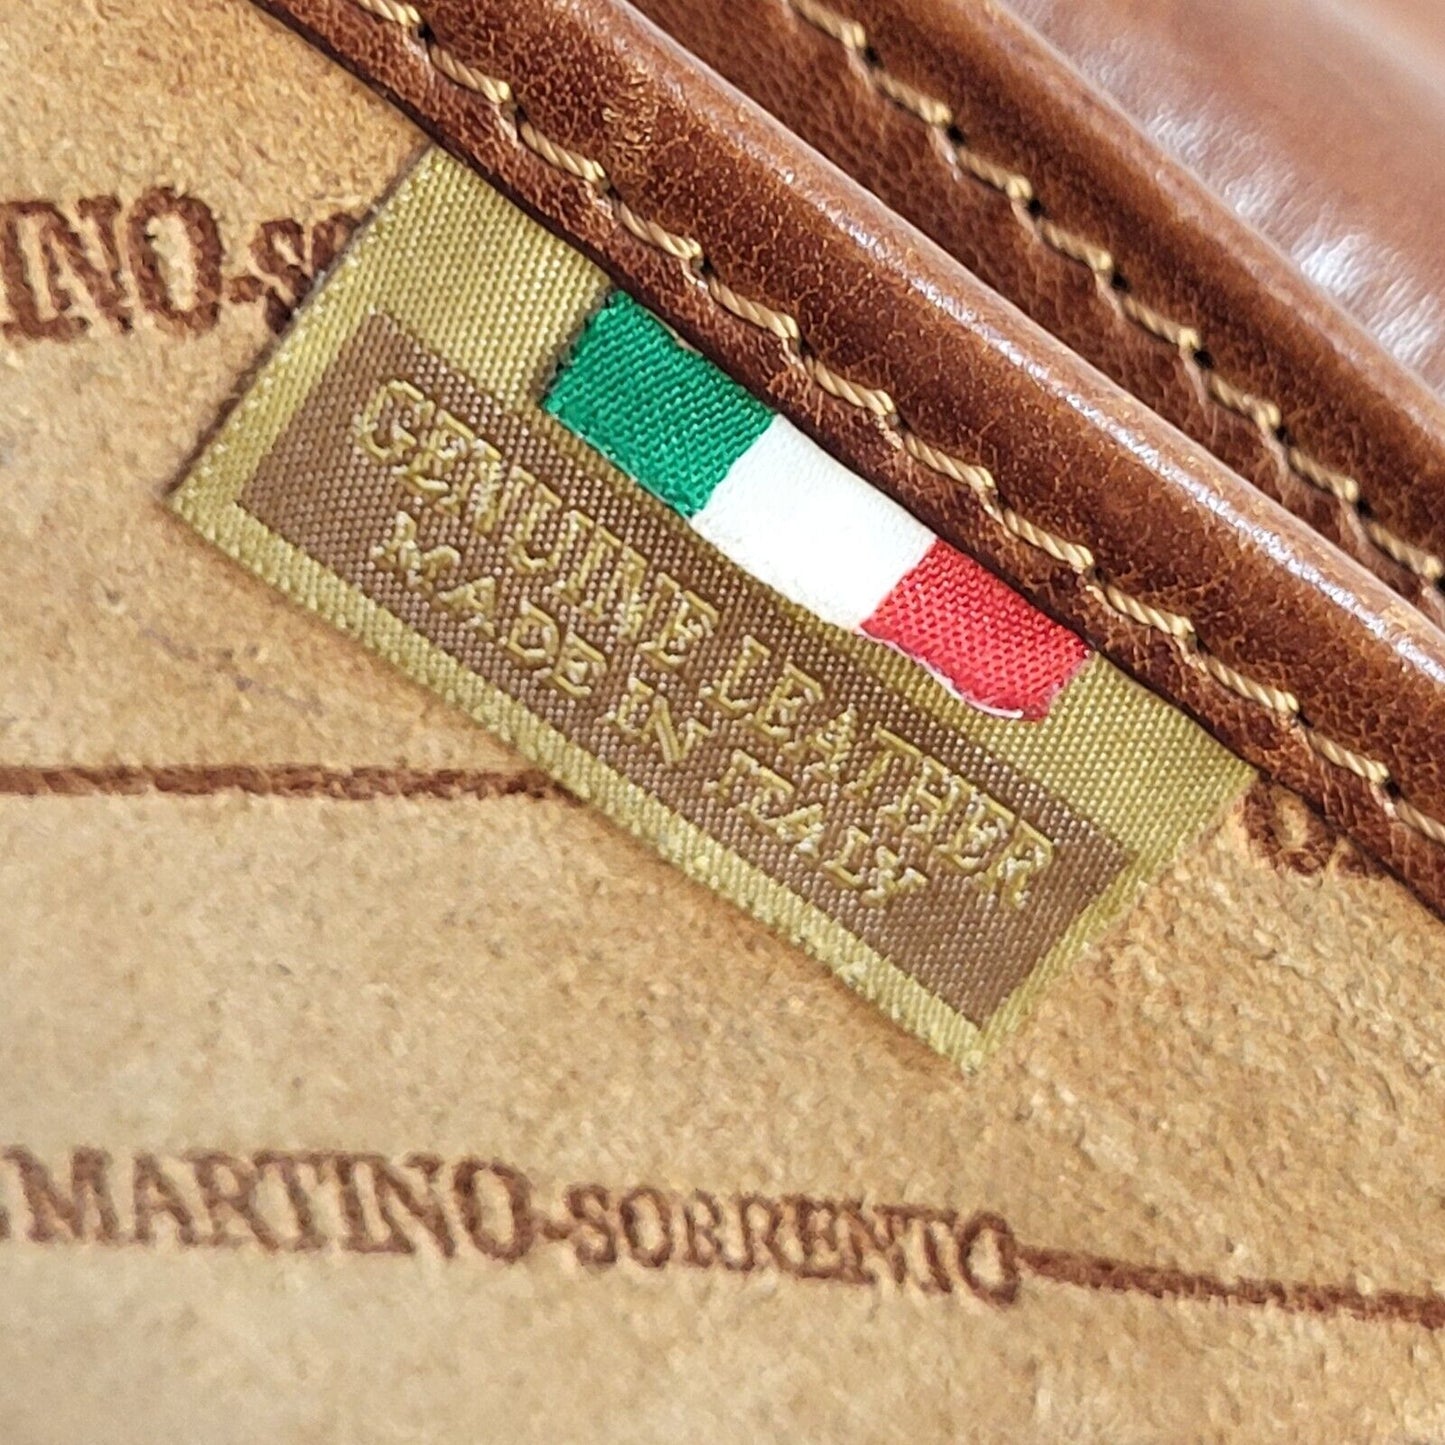 INO-S
GENUINE LEATHER
MADE IN ITALY
MARTINO-SORRENTO